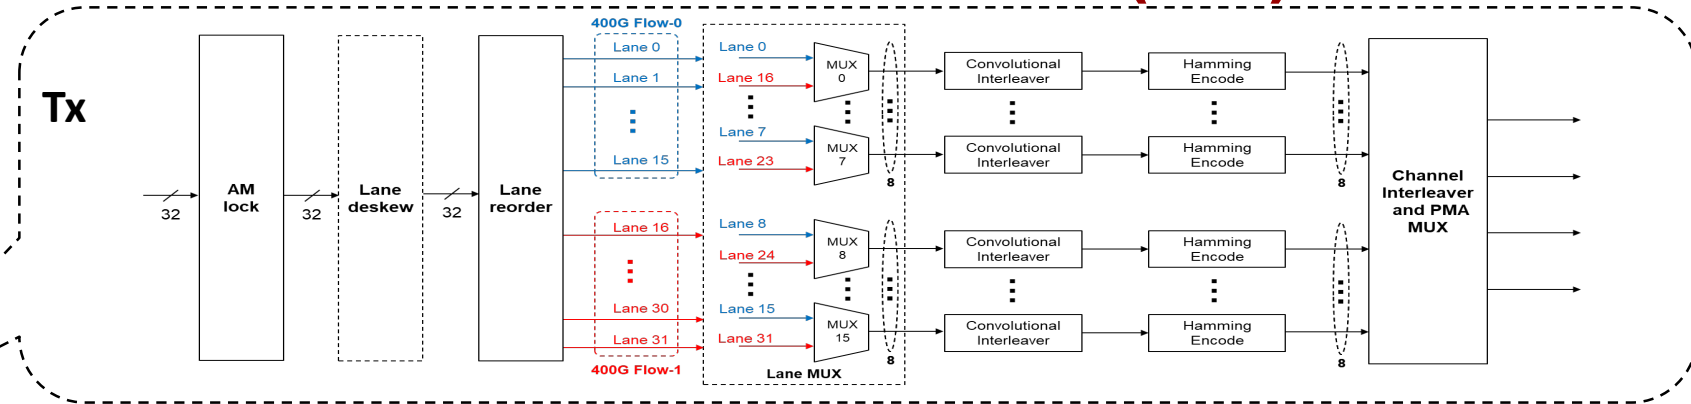 Tx
32
AM
lock
32
Lane
deskew
32
Lane
reorder
400G Flow-0
Lane 0
Lane 1
Lane 15
Lane 16
Lane 30
Lane 31
400G Flow-1
Lane 0
Lane 16
MUX
0
Lane 7
Lane 23
MUX
7
8
Lane 8
Lane 24
MUX
8
Lane 15
Lane 31
MUX
15
8
Lane MUX
Convolutional
Interleaver
Hamming
Encode
Convolutional
Interleaver
Hamming
Encode
8
Convolutional
Interleaver
Hamming
Encode
Convolutional
Interleaver
Hamming
Encode
8
Channel
Interleaver
and PMA
MUX